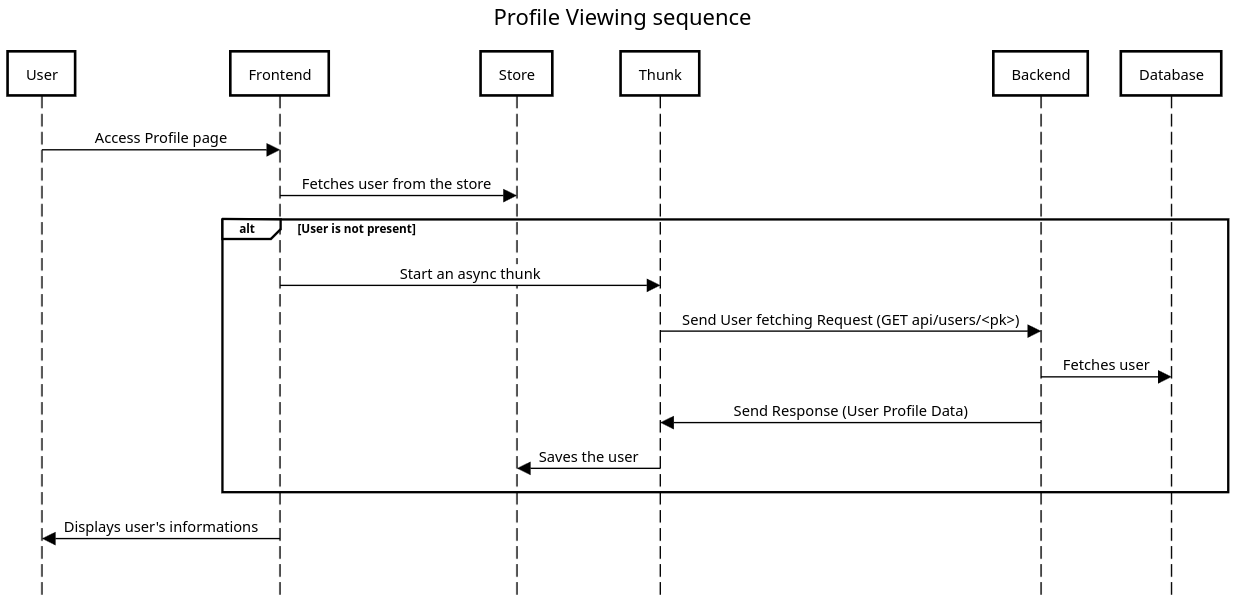 Profile Viewing sequence
User
Frontend
Store
Thunk
Backend
Database
Access Profile page
Fetches user from the store
alt
[User is not present]
Start an async thunk
Send User fetching Request (GET api/users/<pk>)
Fetches user
Send Response (User Profile Data)
Saves the user
Displays user's informations